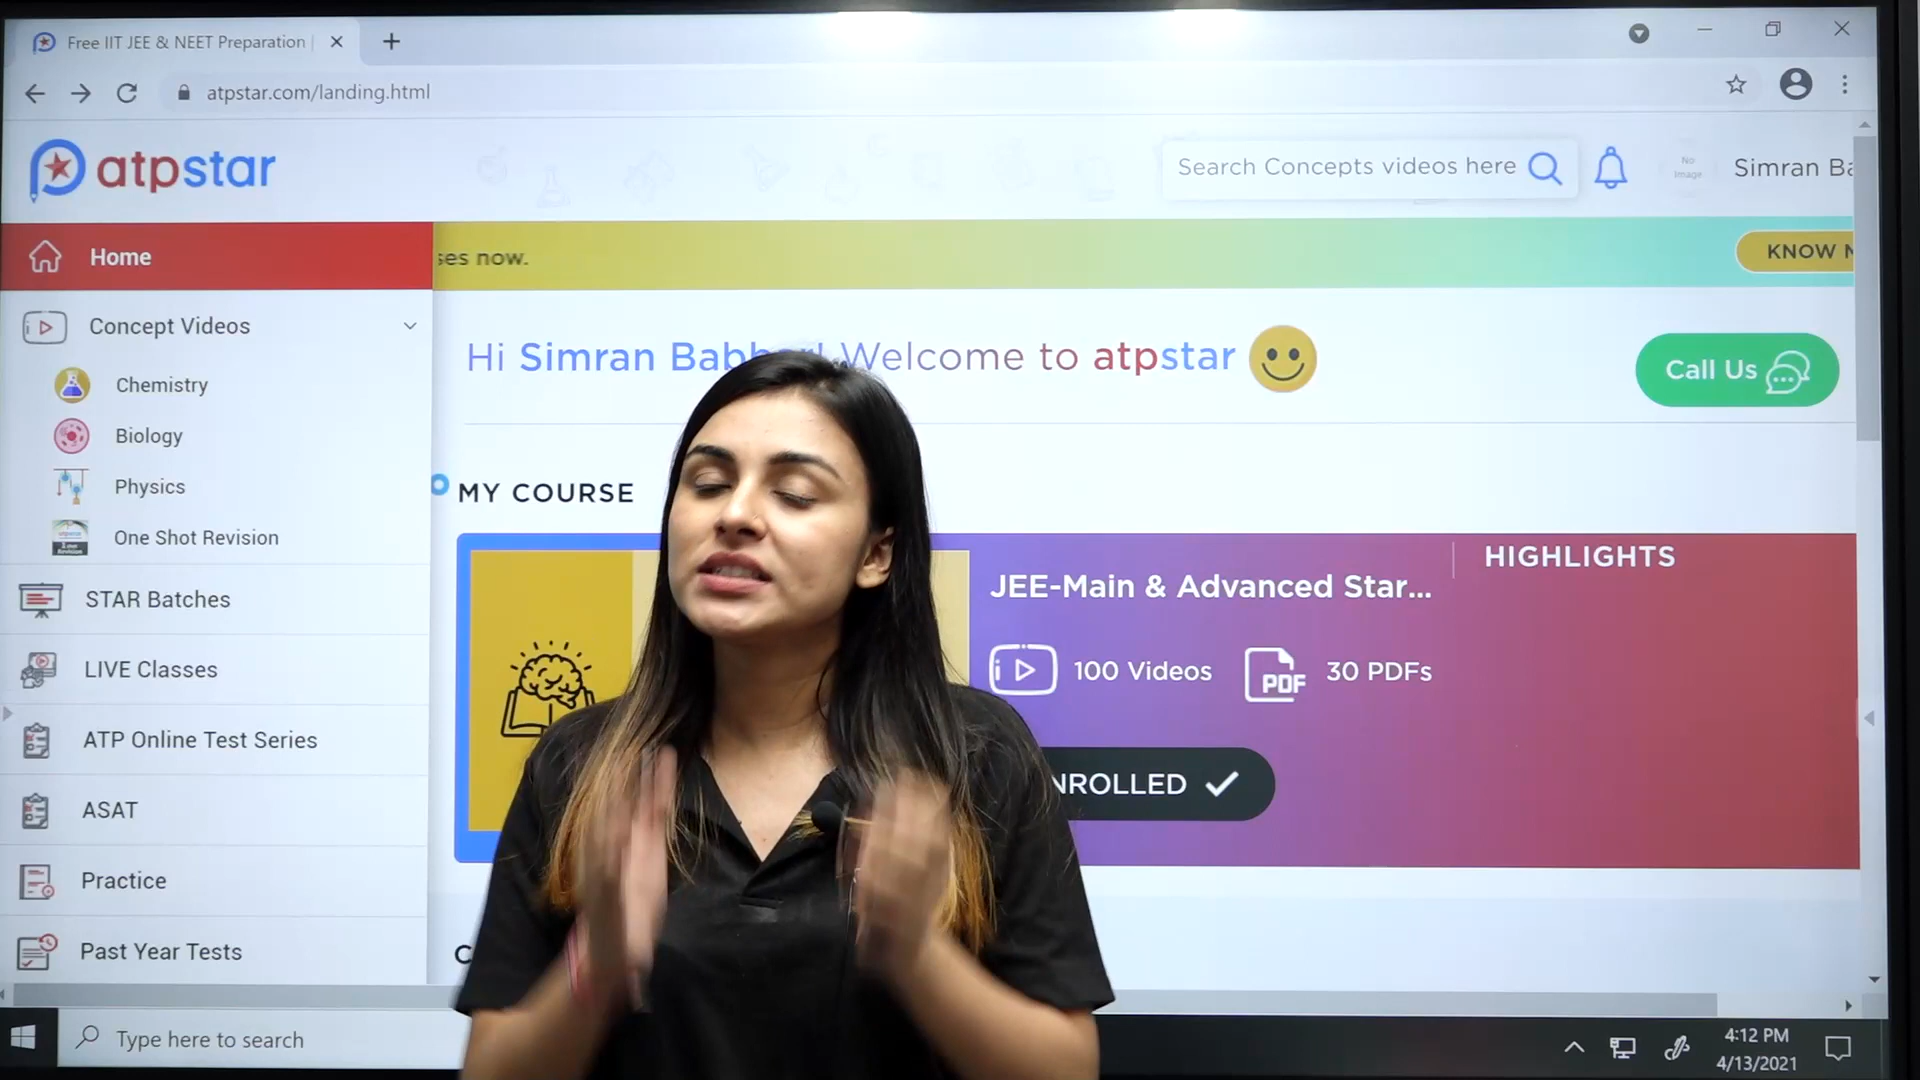 Free IIT JEE & NEET Preparation
atpstar.com/landing.html
atpstar
Search Concepts videos here
No Image
Simran Ba
Home
ses now.
KNOW
Concept Videos
Hi Simran Babbar! Welcome to atpstar
Call Us
Chemistry
Biology
Physics
MY COURSE
One Shot Revision
HIGHLIGHTS
JEE-Main & Advanced Star...
STAR Batches
LIVE Classes
100 Videos
PDF
30 PDFs
ATP Online Test Series
NROLLED
ASAT
Practice
Past Year Tests
Type here to search
4:12 PM
4/13/2021